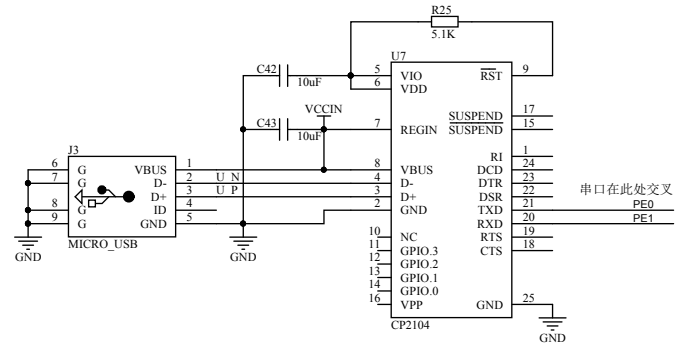 R25
5.1K
U7
C42
10uF
5 VIO
6 VDD
RST 9
VCCIN
C43
10uF
7 REGIN
SUSPEND 17
SUSPEND 15
J3
RI 1
6 G VBUS 1
8 VBUS
DCD 24
7 G D- 2 U_N
4 D-
DTR 23
D+ 3 U_P
3 D+
DSR 22
串口在此处交叉
8 G ID 4
2 GND
TXD 21 PE0
9 G GND 5
RXD 20 PE1
MICRO_USB
10 NC
RTS 19
GND
GND
11 GPIO.3
CTS 18
12 GPIO.2
13 GPIO.1
14 GPIO.0
16 VPP
GND 25
CP2104
GND